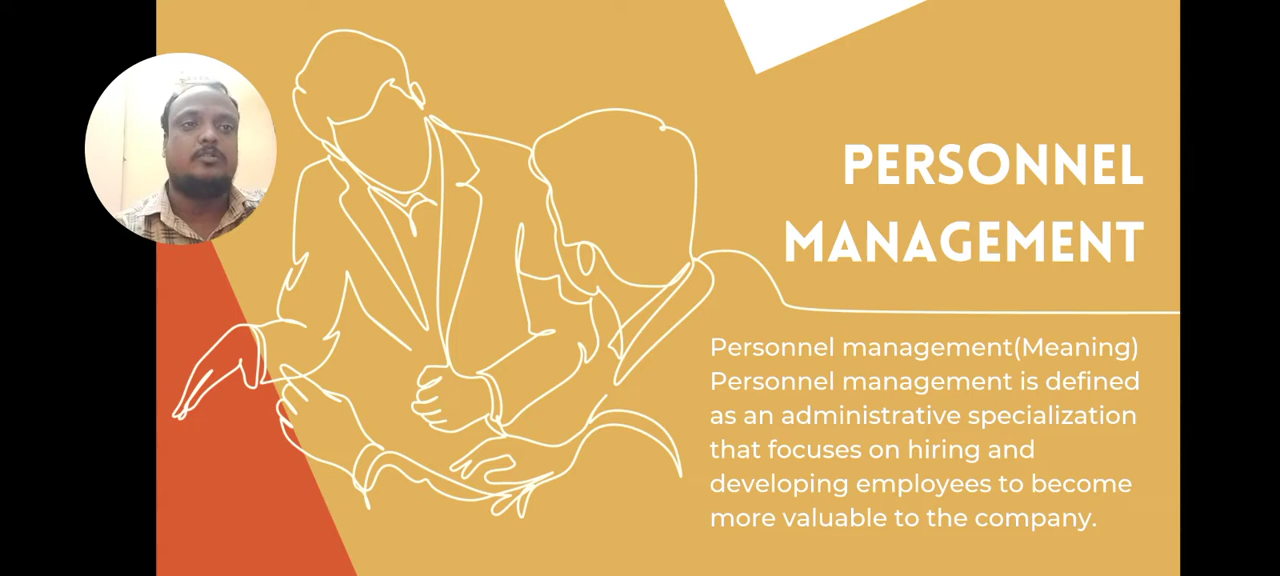 PERSONNEL
MANAGEMENT
Personnel management(Meaning)
Personnel management is defined
as an administrative specialization
that focuses on hiring and
developing employees to become
more valuable to the company.